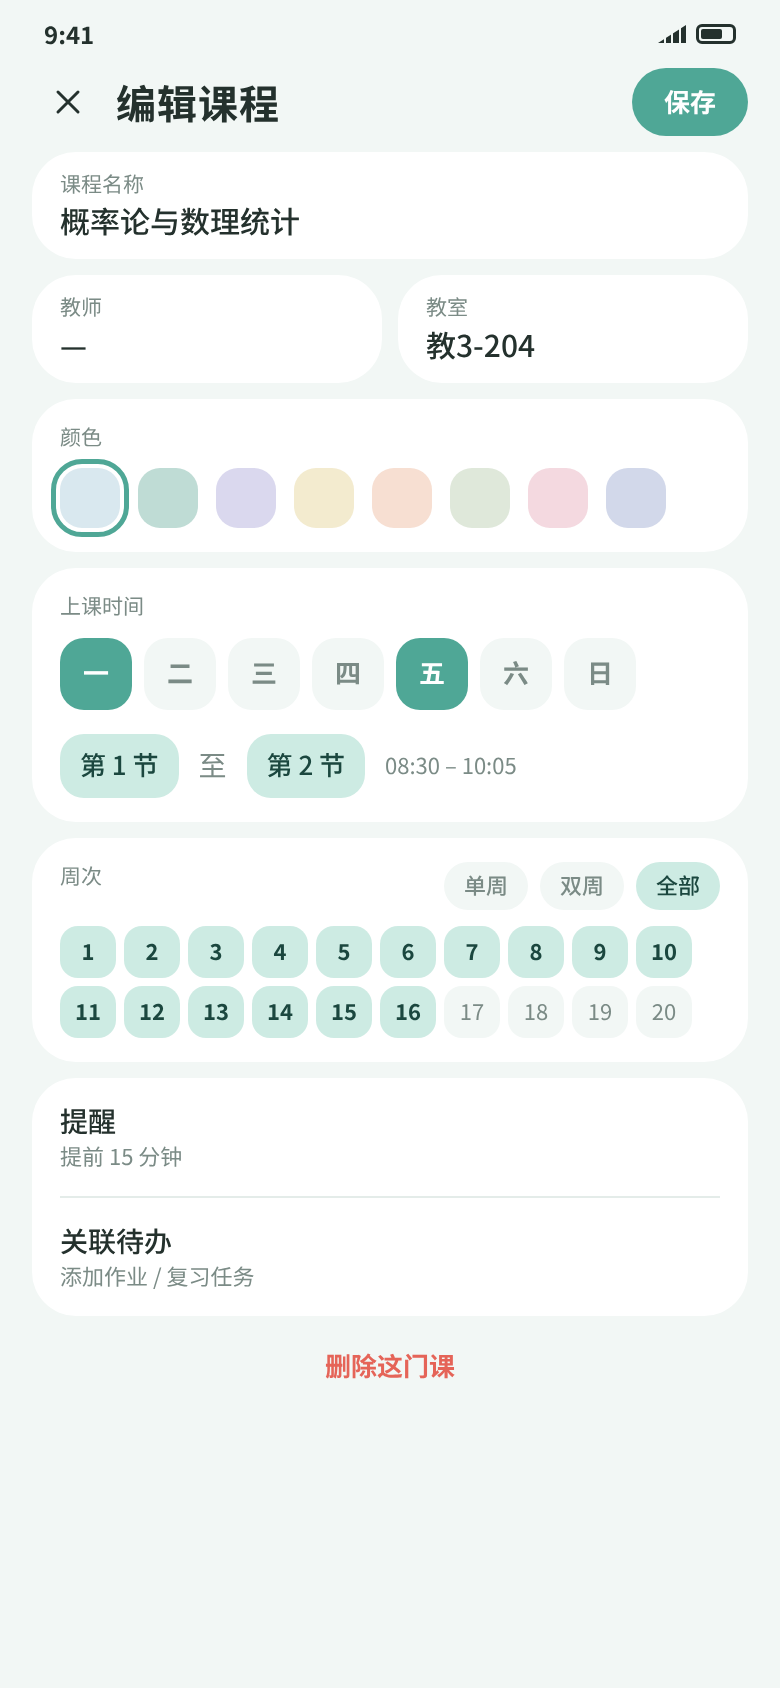 9:41
编辑课程
保存
课程名称
概率论与数理统计
教师
—
教室
教3-204
颜色
上课时间
一 二 三 四 五 六 日
第 1 节 至 第 2 节 08:30 – 10:05
周次 单周 双周 全部
1 2 3 4 5 6 7 8 9 10
11 12 13 14 15 16 17 18 19 20
提醒
提前 15 分钟
关联待办
添加作业 / 复习任务
删除这门课